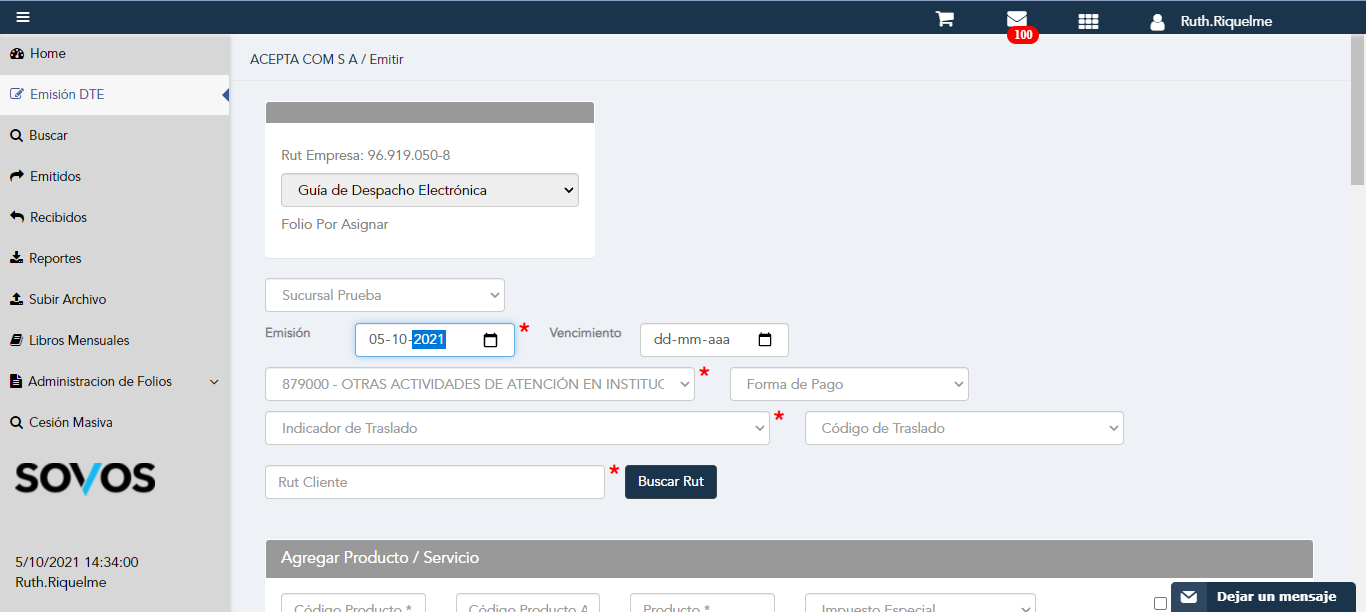 Ruth.Riquelme
100
Home
Emisión DTE
Buscar
Emitidos
Recibidos
Reportes
Subir Archivo
Libros Mensuales
Administracion de Folios
Cesión Masiva
SOVOS
5/10/2021 14:34:00
Ruth.Riquelme
ACEPTA COM S A / Emitir
Rut Empresa: 96.919.050-8
Guía de Despacho Electrónica
Folio Por Asignar
Sucursal Prueba
Emisión 05-10-2021 * Vencimiento dd-mm-aaa
879000 - OTRAS ACTIVIDADES DE ATENCIÓN EN INSTITUC * Forma de Pago
Indicador de Traslado * Código de Traslado
Rut Cliente * Buscar Rut
Agregar Producto / Servicio
Código Producto * Código Producto A Producto * Impuesto Especial
Dejar un mensaje